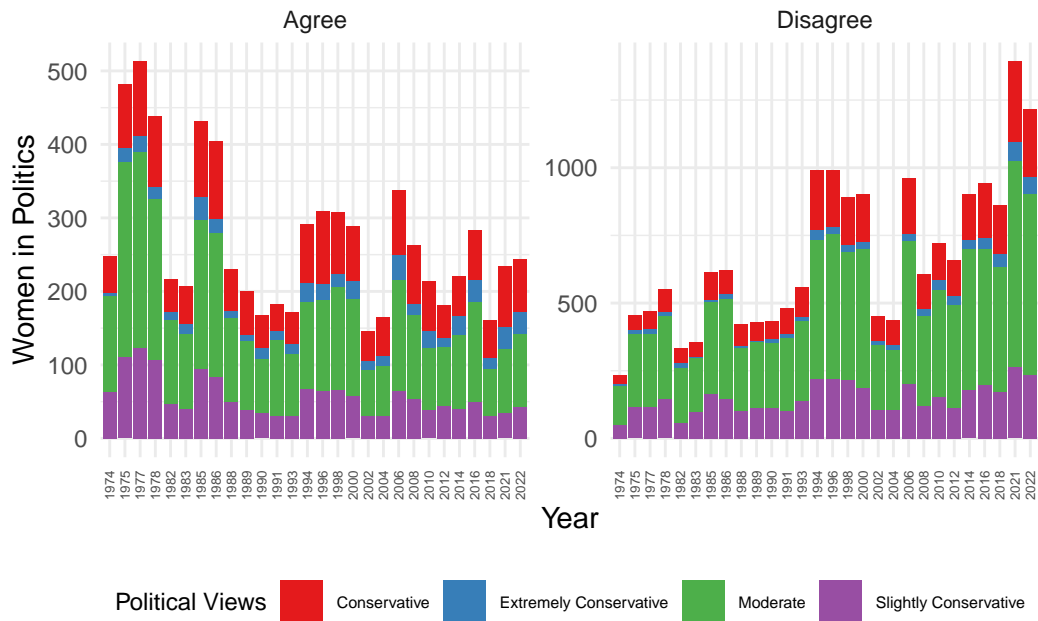 Agree
Disagree
Women in Politics
500
400
300
200
100
0
1000
500
0
1974 1975 1977 1978 1982 1983 1985 1986 1988 1989 1990 1991 1993 1994 1996 1998 2000 2002 2004 2006 2008 2010 2012 2014 2016 2018 2021 2022
1974 1975 1977 1978 1982 1983 1985 1986 1988 1989 1990 1991 1993 1994 1996 1998 2000 2002 2004 2006 2008 2010 2012 2014 2016 2018 2021 2022
Year
Political Views Conservative Extremely Conservative Moderate Slightly Conservative